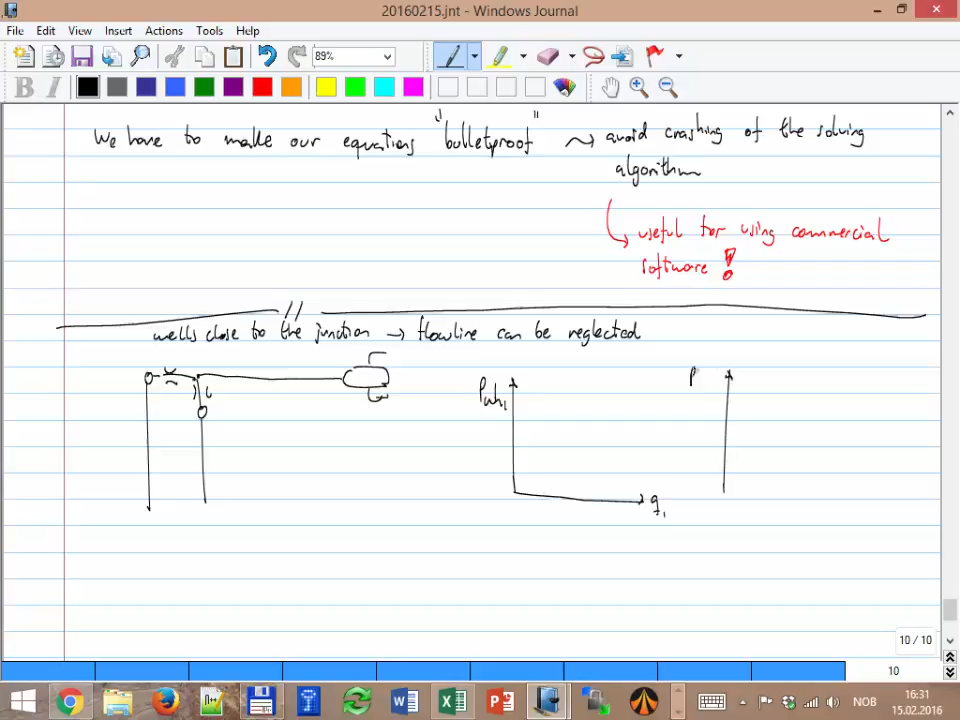 20160215.jnt - Windows Journal
File Edit View Insert Actions Tools Help
89%
B I
We have to make our equations "bulletproof" ~> avoid crashing of the solving
algorithm
useful for using commercial
software !
//
wells close to the junction → flowline can be neglected
Pwh1
P
q1
10 / 10
10
NOB
16:31
15.02.2016